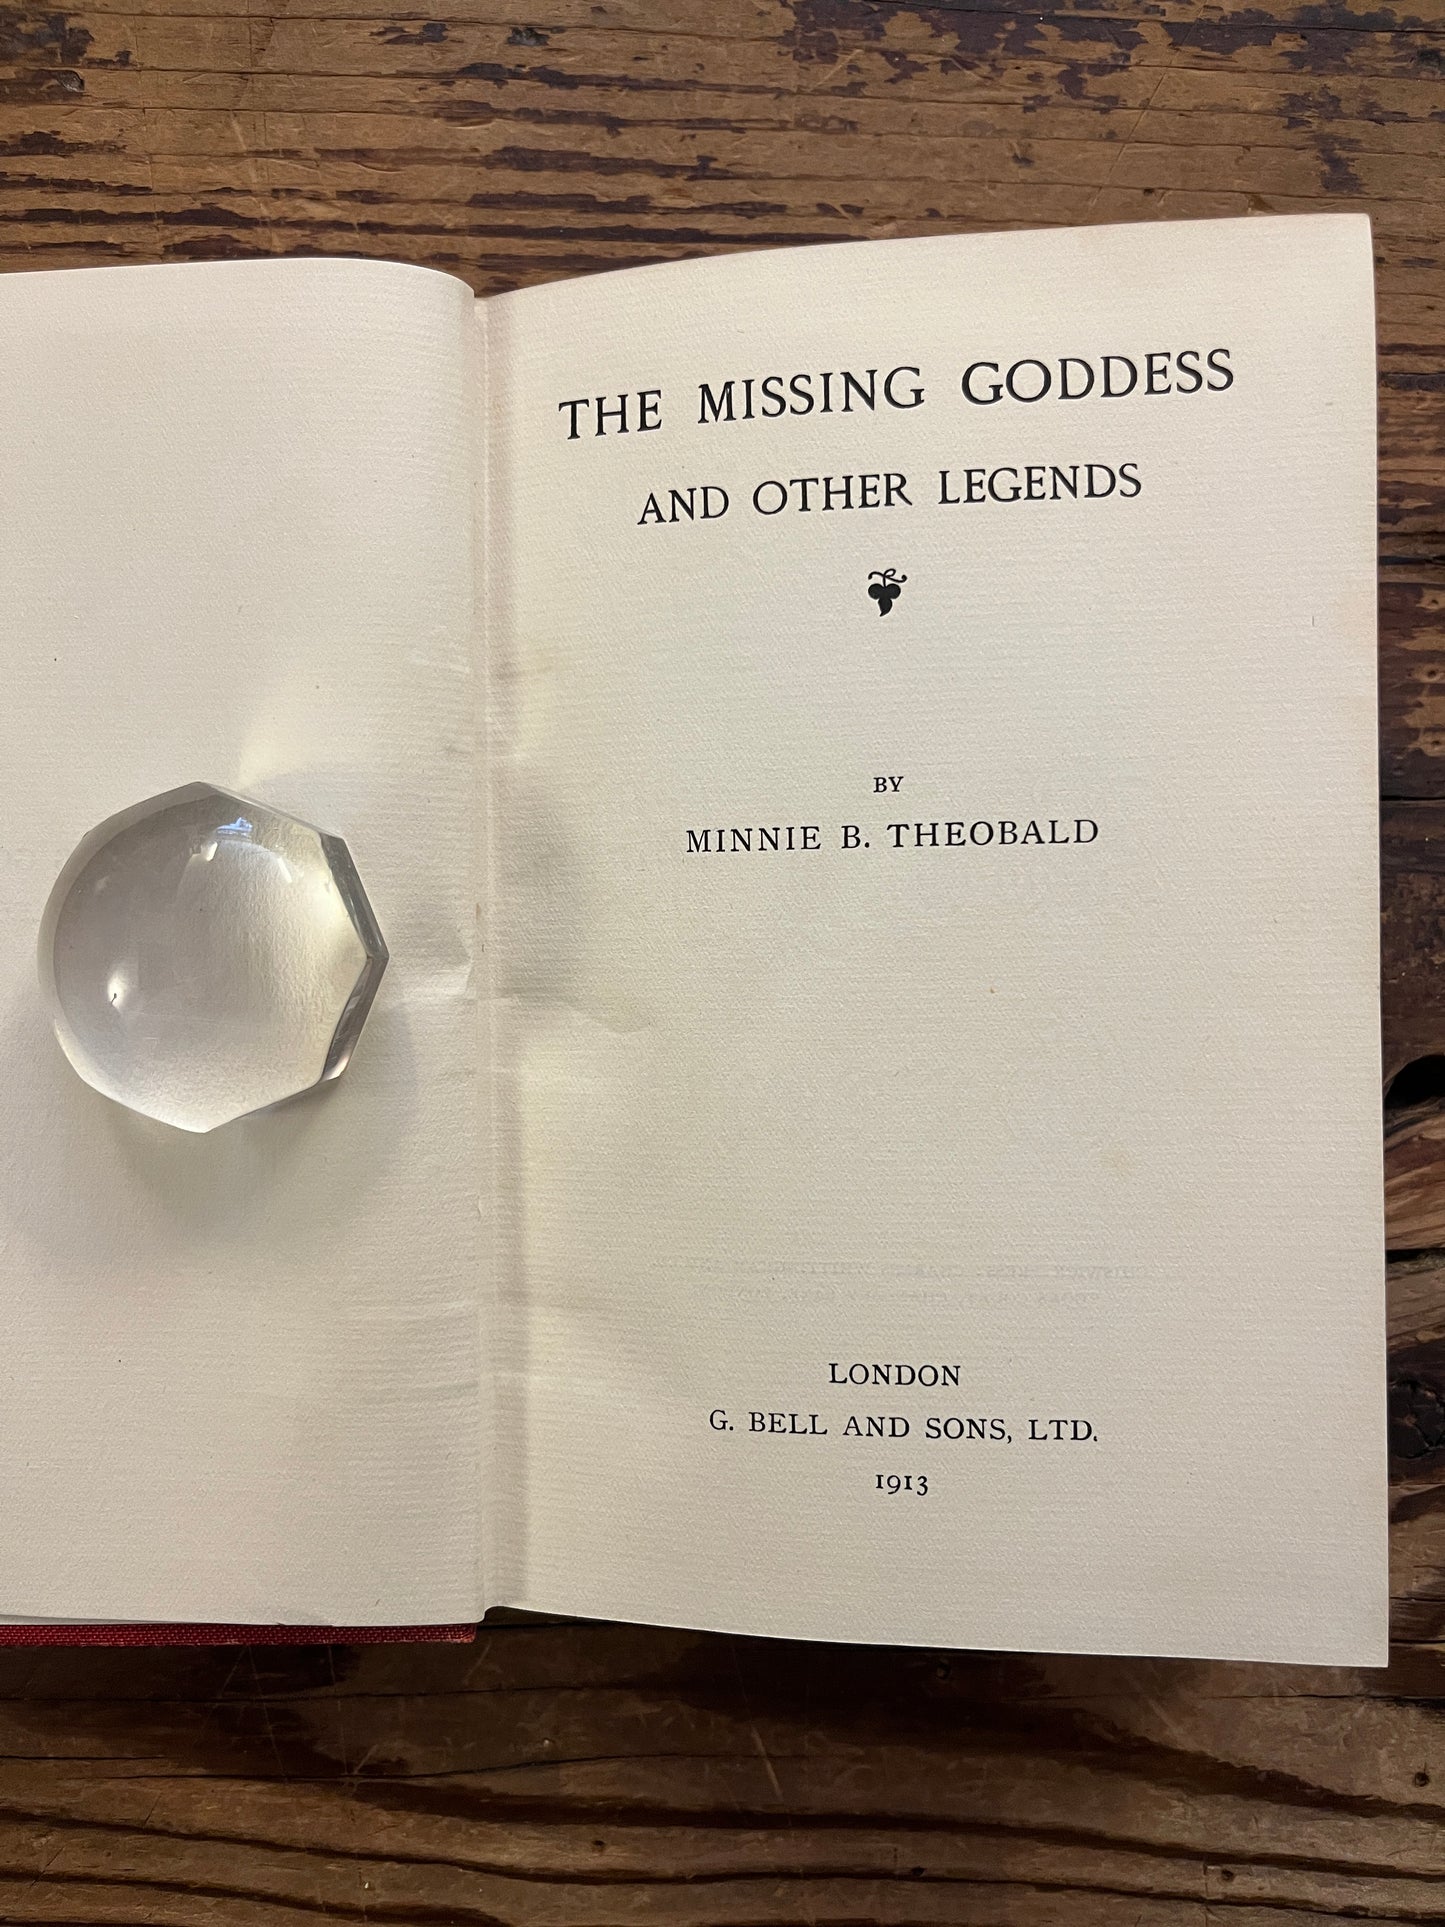 THE MISSING GODDESS
AND OTHER LEGENDS
BY
MINNIE B. THEOBALD
LONDON
G. BELL AND SONS, LTD.
1913